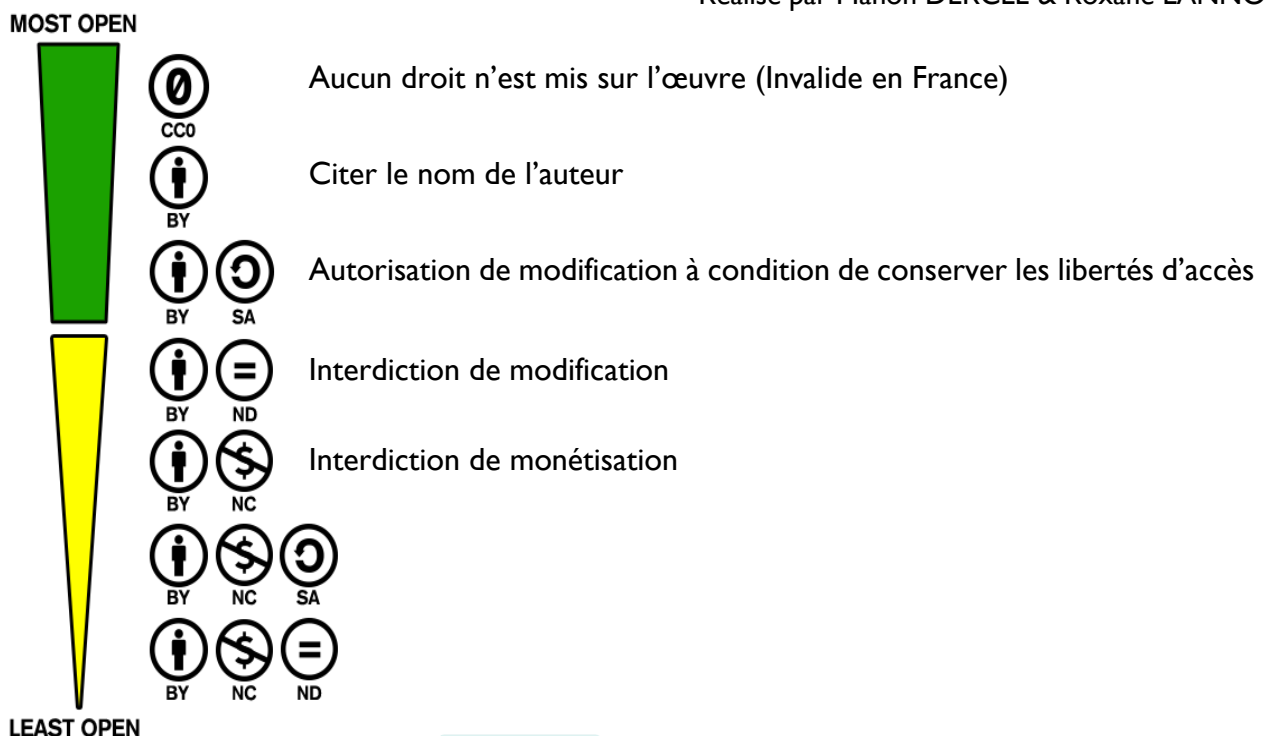 MOST OPEN
CC0
Aucun droit n’est mis sur l’œuvre (Invalide en France)
BY
Citer le nom de l’auteur
BY SA
Autorisation de modification à condition de conserver les libertés d’accès
BY ND
Interdiction de modification
BY NC
Interdiction de monétisation
BY NC SA
BY NC ND
LEAST OPEN